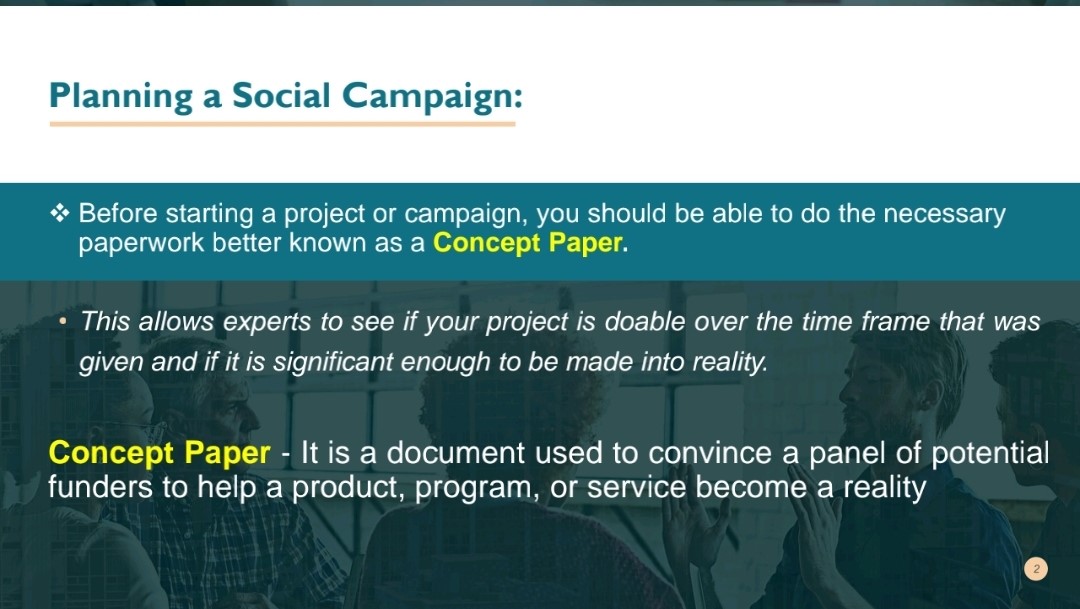 Planning a Social Campaign:
❖ Before starting a project or campaign, you should be able to do the necessary
paperwork better known as a Concept Paper.
• This allows experts to see if your project is doable over the time frame that was
given and if it is significant enough to be made into reality.
Concept Paper - It is a document used to convince a panel of potential
funders to help a product, program, or service become a reality
2